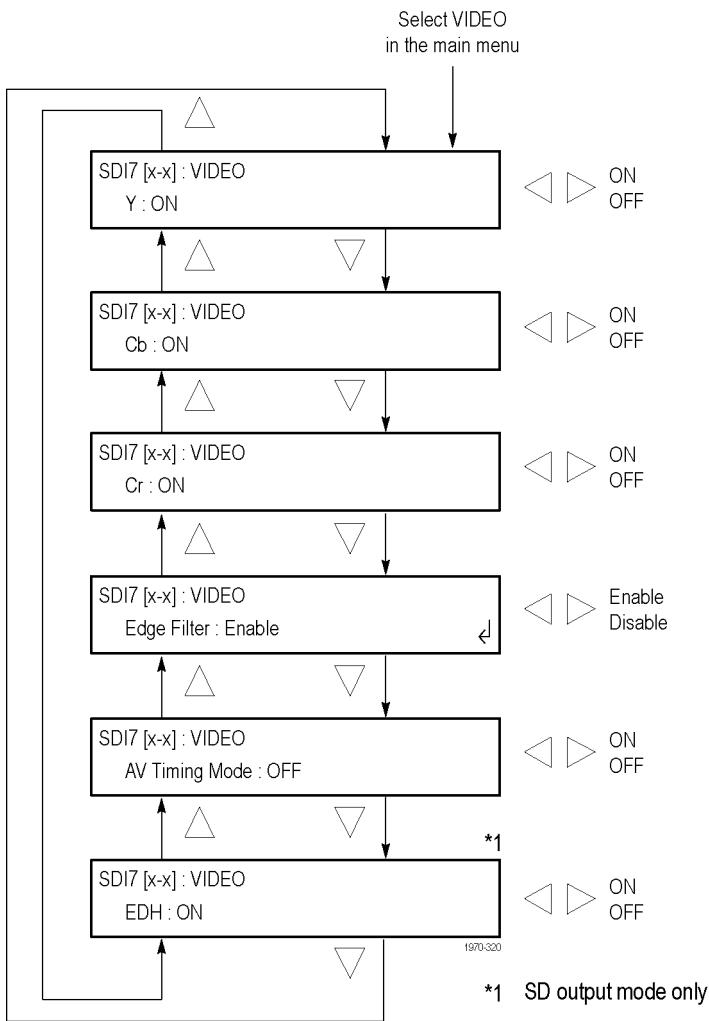 Select VIDEO
in the main menu
SDI7 [x-x] : VIDEO
Y : ON
ON
OFF
SDI7 [x-x] : VIDEO
Cb : ON
ON
OFF
SDI7 [x-x] : VIDEO
Cr : ON
ON
OFF
SDI7 [x-x] : VIDEO
Edge Filter : Enable
Enable
Disable
SDI7 [x-x] : VIDEO
AV Timing Mode : OFF
ON
OFF
*1
SDI7 [x-x] : VIDEO
EDH : ON
ON
OFF
1970-320
*1 SD output mode only